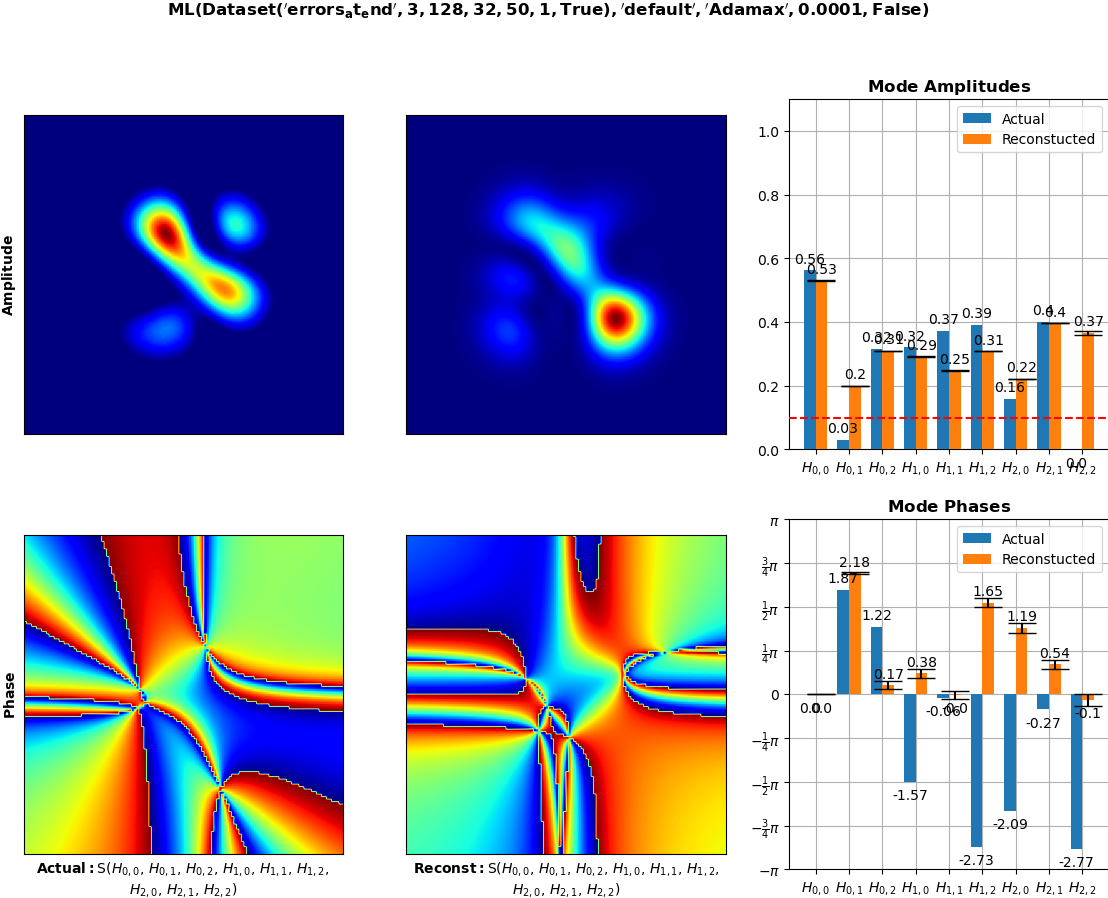 ML(Dataset('errors_at_end', 3, 128, 32, 50, 1, True), 'default', 'Adamax', 0.0001, False)
Amplitude
Mode Amplitudes
Actual
Reconstucted
1.0
0.8
0.6
0.4
0.2
0.0
0.56
0.53
0.03
0.2
0.32
0.31
0.32
0.29
0.37
0.25
0.39
0.31
0.16
0.22
0.4
0.4
0.0
0.37
H0,0 H0,1 H0,2 H1,0 H1,1 H1,2 H2,0 H2,1 H2,2
Phase
Mode Phases
Actual
Reconstucted
π
3/4π
1/2π
1/4π
0
−1/4π
−1/2π
−3/4π
−π
0.0
0.0
1.87
2.18
1.22
0.17
-1.57
0.38
-0.06
-0.0
-2.73
1.65
-2.09
1.19
-0.27
0.54
-2.77
-0.1
H0,0 H0,1 H0,2 H1,0 H1,1 H1,2 H2,0 H2,1 H2,2
Actual: S(H0,0, H0,1, H0,2, H1,0, H1,1, H1,2,
H2,0, H2,1, H2,2)
Reconst: S(H0,0, H0,1, H0,2, H1,0, H1,1, H1,2,
H2,0, H2,1, H2,2)